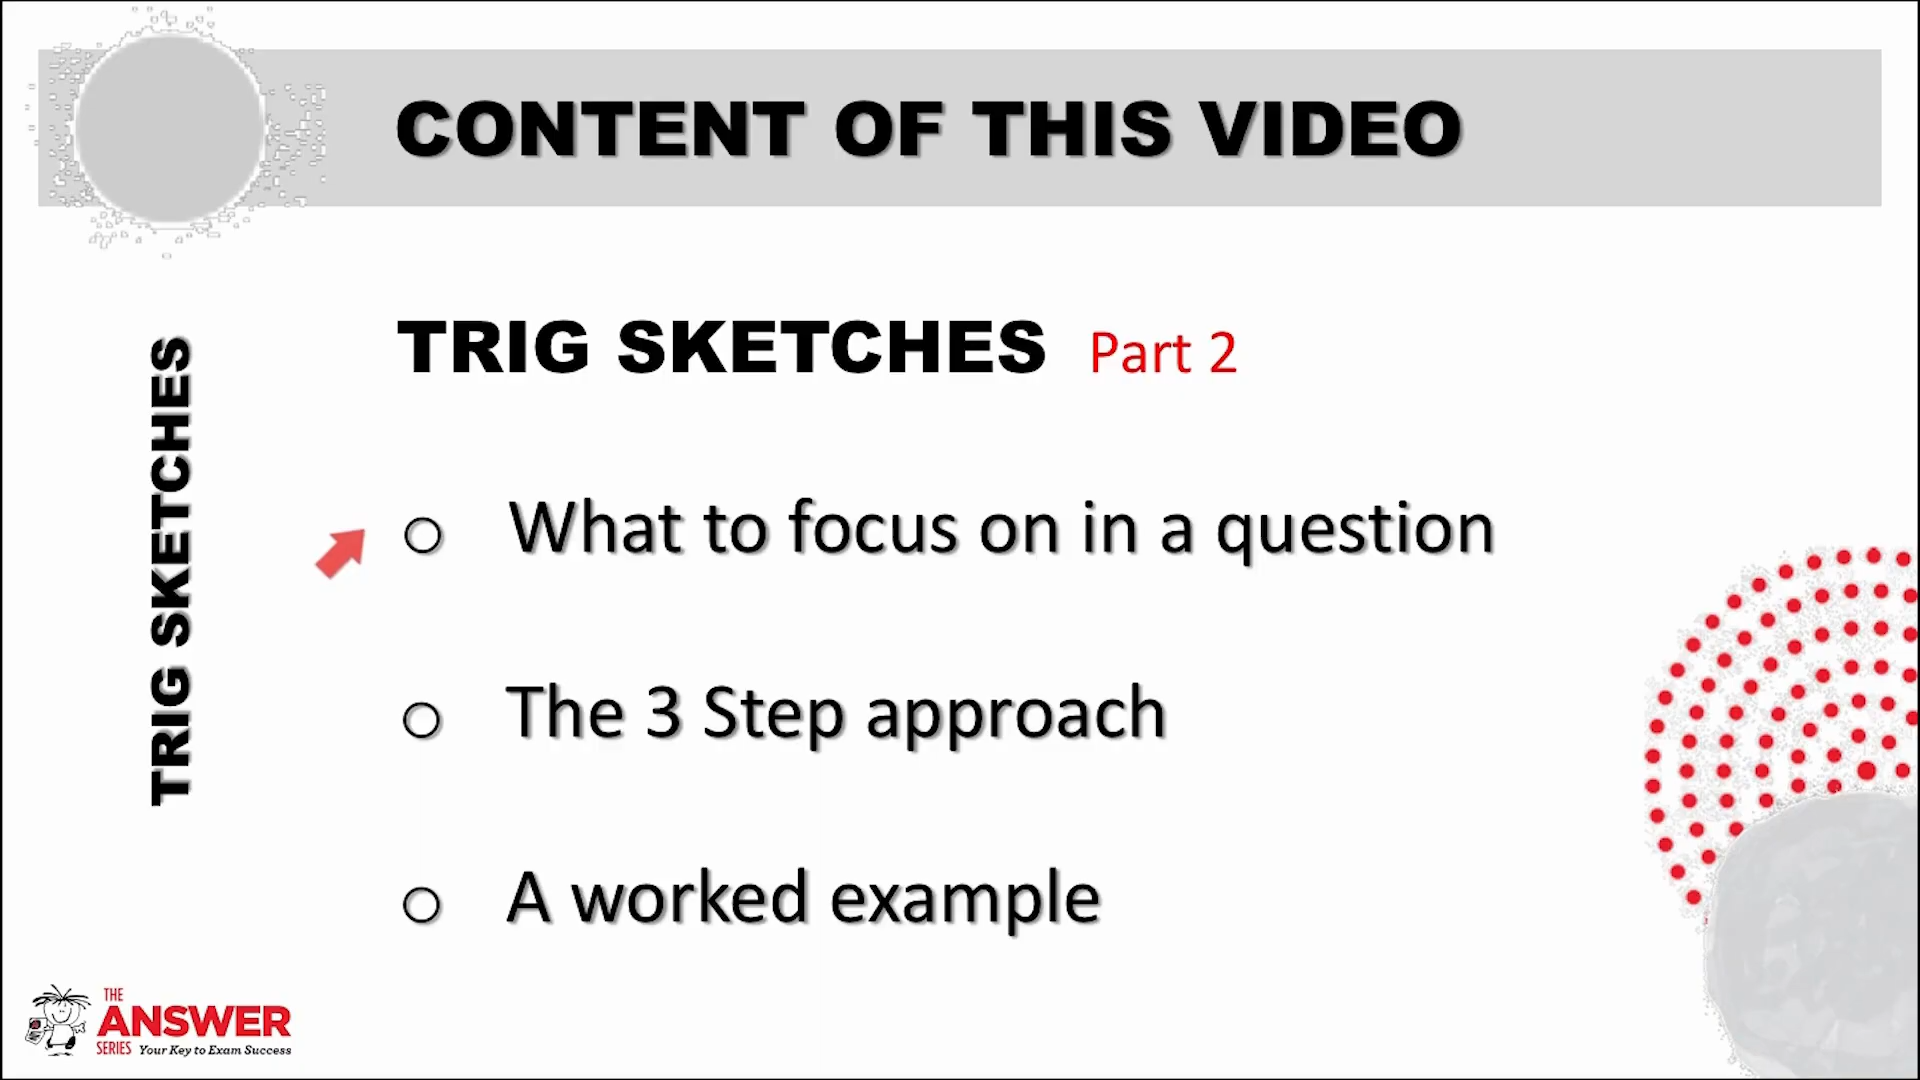 CONTENT OF THIS VIDEO
TRIG SKETCHES
TRIG SKETCHES Part 2
What to focus on in a question
The 3 Step approach
A worked example
THE
ANSWER
SERIES Your Key to Exam Success